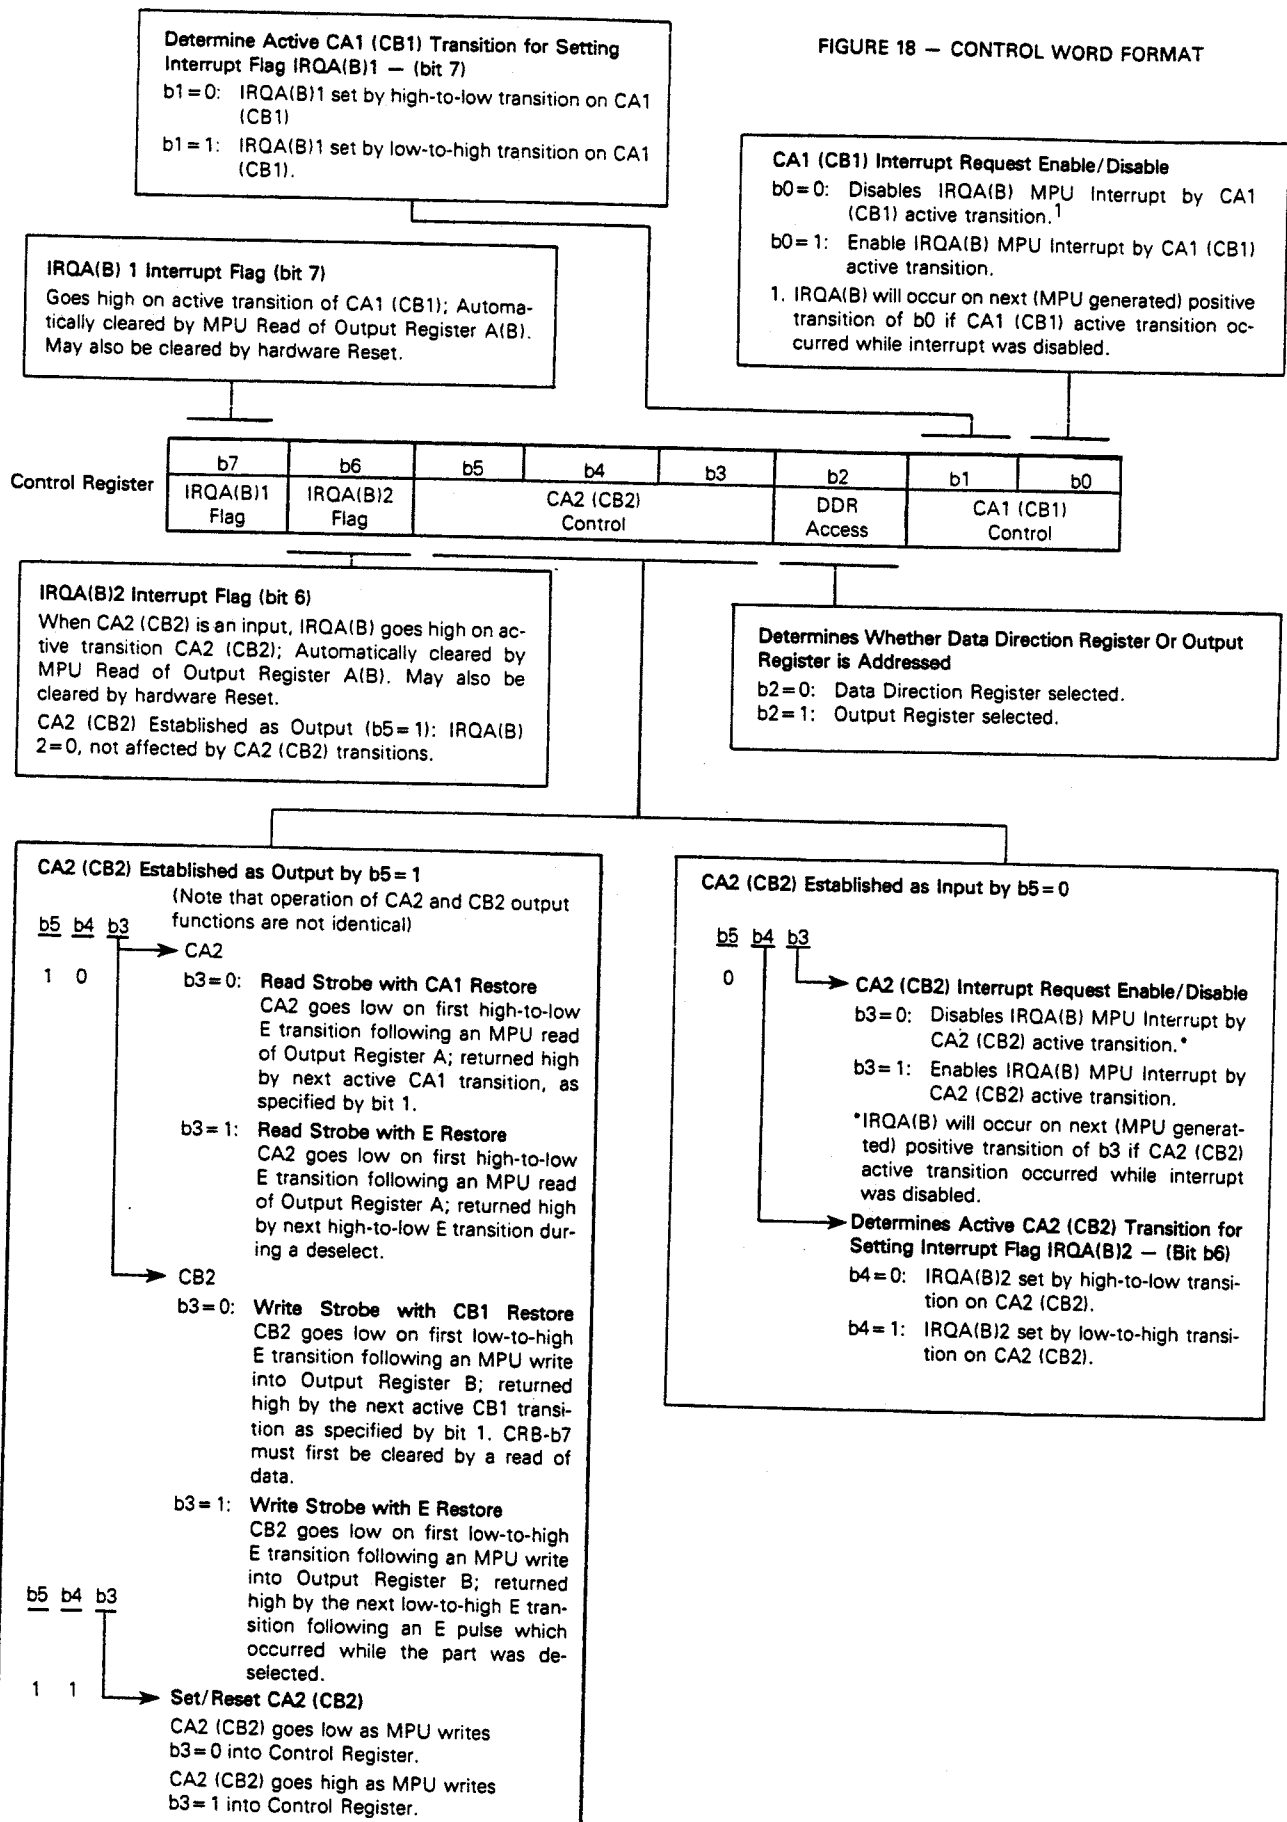 Determine Active CA1 (CB1) Transition for Setting
Interrupt Flag IRQA(B)1 — (bit 7)
b1=0: IRQA(B)1 set by high-to-low transition on CA1
(CB1)
b1=1: IRQA(B)1 set by low-to-high transition on CA1
(CB1).
FIGURE 18 — CONTROL WORD FORMAT
CA1 (CB1) Interrupt Request Enable/Disable
b0=0: Disables IRQA(B) MPU Interrupt by CA1
(CB1) active transition.1
b0=1: Enable IRQA(B) MPU Interrupt by CA1 (CB1)
active transition.
1. IRQA(B) will occur on next (MPU generated) positive
transition of b0 if CA1 (CB1) active transition oc-
curred while interrupt was disabled.
IRQA(B) 1 Interrupt Flag (bit 7)
Goes high on active transition of CA1 (CB1); Automa-
tically cleared by MPU Read of Output Register A(B).
May also be cleared by hardware Reset.
b7 b6 b5 b4 b3 b2 b1 b0
Control Register
IRQA(B)1 IRQA(B)2 CA2 (CB2) DDR CA1 (CB1)
Flag Flag Control Access Control
IRQA(B)2 Interrupt Flag (bit 6)
When CA2 (CB2) is an input, IRQA(B) goes high on ac-
tive transition CA2 (CB2); Automatically cleared by
MPU Read of Output Register A(B). May also be
cleared by hardware Reset.
CA2 (CB2) Established as Output (b5=1): IRQA(B)
2=0, not affected by CA2 (CB2) transitions.
Determines Whether Data Direction Register Or Output
Register is Addressed
b2=0: Data Direction Register selected.
b2=1: Output Register selected.
CA2 (CB2) Established as Output by b5=1
(Note that operation of CA2 and CB2 output
functions are not identical)
b5 b4 b3
CA2
1 0
b3=0: Read Strobe with CA1 Restore
CA2 goes low on first high-to-low
E transition following an MPU read
of Output Register A; returned high
by next active CA1 transition, as
specified by bit 1.
b3=1: Read Strobe with E Restore
CA2 goes low on first high-to-low
E transition following an MPU read
of Output Register A; returned high
by next high-to-low E transition dur-
ing a deselect.
CB2
b3=0: Write Strobe with CB1 Restore
CB2 goes low on first low-to-high
E transition following an MPU write
into Output Register B; returned
high by the next active CB1 transi-
tion as specified by bit 1. CRB-b7
must first be cleared by a read of
data.
b3=1: Write Strobe with E Restore
CB2 goes low on first low-to-high
E transition following an MPU write
into Output Register B; returned
high by the next low-to-high E tran-
sition following an E pulse which
occurred while the part was de-
selected.
b5 b4 b3
1 1
Set/Reset CA2 (CB2)
CA2 (CB2) goes low as MPU writes
b3=0 into Control Register.
CA2 (CB2) goes high as MPU writes
b3=1 into Control Register.
CA2 (CB2) Established as Input by b5=0
b5 b4 b3
0
CA2 (CB2) Interrupt Request Enable/Disable
b3=0: Disables IRQA(B) MPU Interrupt by
CA2 (CB2) active transition.*
b3=1: Enables IRQA(B) MPU Interrupt by
CA2 (CB2) active transition.
*IRQA(B) will occur on next (MPU generat-
ted) positive transition of b3 if CA2 (CB2)
active transition occurred while interrupt
was disabled.
Determines Active CA2 (CB2) Transition for
Setting Interrupt Flag IRQA(B)2 — (Bit b6)
b4=0: IRQA(B)2 set by high-to-low transi-
tion on CA2 (CB2).
b4=1: IRQA(B)2 set by low-to-high transi-
tion on CA2 (CB2).